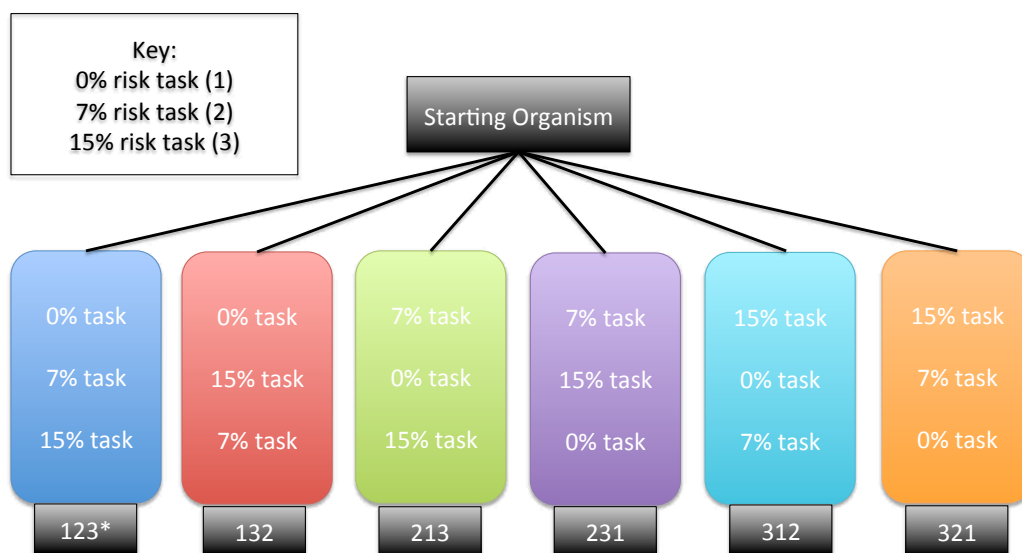 Key:
0% risk task (1)
7% risk task (2)
15% risk task (3)
Starting Organism
0% task
7% task
15% task
123*
0% task
15% task
7% task
132
7% task
0% task
15% task
213
7% task
15% task
0% task
231
15% task
0% task
7% task
312
15% task
7% task
0% task
321